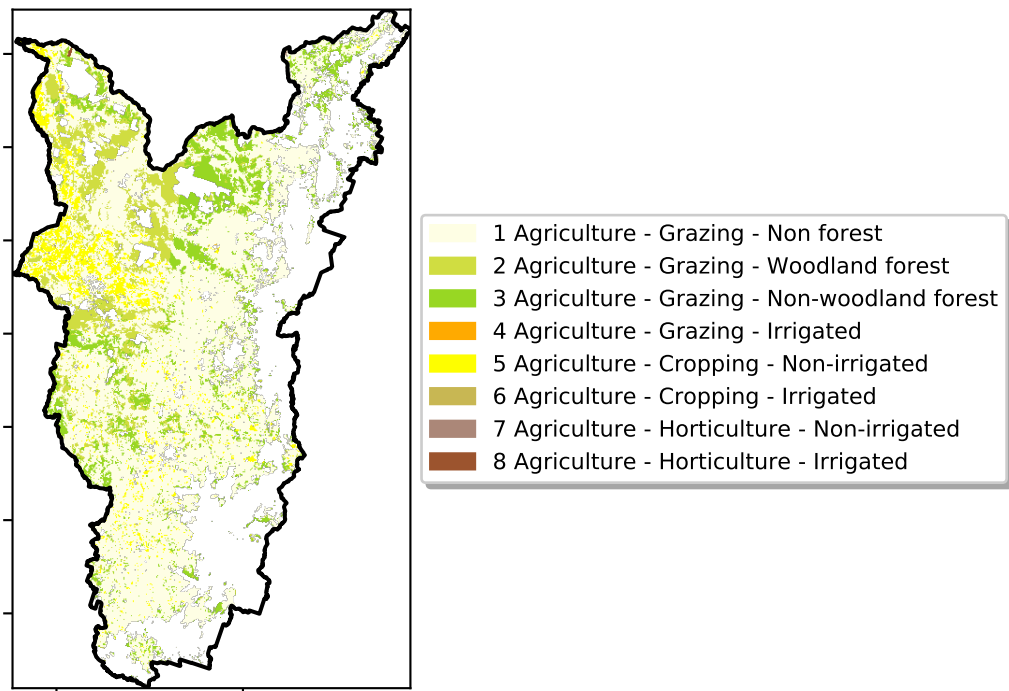 1 Agriculture - Grazing - Non forest
2 Agriculture - Grazing - Woodland forest
3 Agriculture - Grazing - Non-woodland forest
4 Agriculture - Grazing - Irrigated
5 Agriculture - Cropping - Non-irrigated
6 Agriculture - Cropping - Irrigated
7 Agriculture - Horticulture - Non-irrigated
8 Agriculture - Horticulture - Irrigated